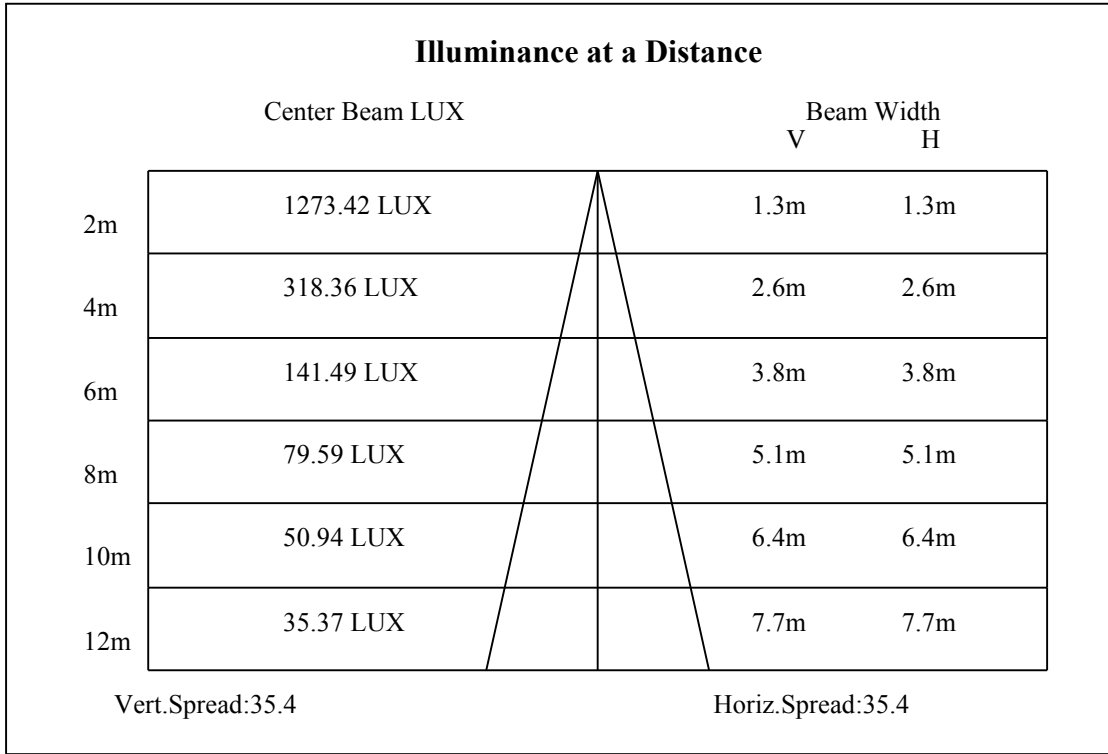 Illuminance at a Distance
Center Beam LUX Beam Width
V H
2m 1273.42 LUX 1.3m 1.3m
4m 318.36 LUX 2.6m 2.6m
6m 141.49 LUX 3.8m 3.8m
8m 79.59 LUX 5.1m 5.1m
10m 50.94 LUX 6.4m 6.4m
12m 35.37 LUX 7.7m 7.7m
Vert.Spread:35.4 Horiz.Spread:35.4